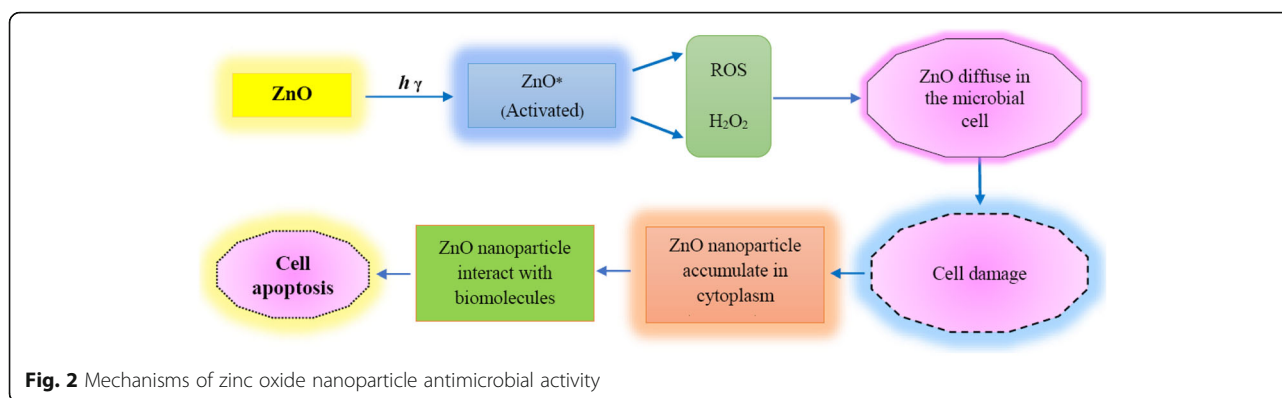 ZnO
h γ
ZnO*
(Activated)
ROS
H₂O₂
ZnO diffuse in
the microbial
cell
Cell damage
ZnO nanoparticle
accumulate in
cytoplasm
ZnO nanoparticle
interact with
biomolecules
Cell
apoptosis
Fig. 2 Mechanisms of zinc oxide nanoparticle antimicrobial activity